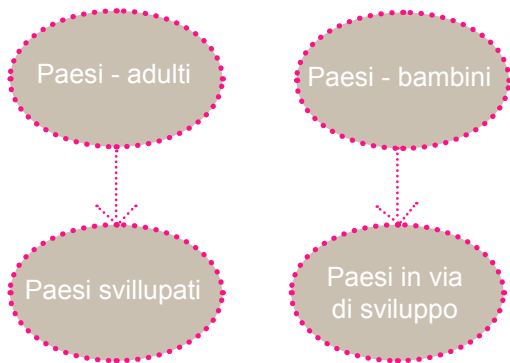 Paesi - adulti
Paesi - bambini
Paesi svillupati
Paesi in via
di sviluppo